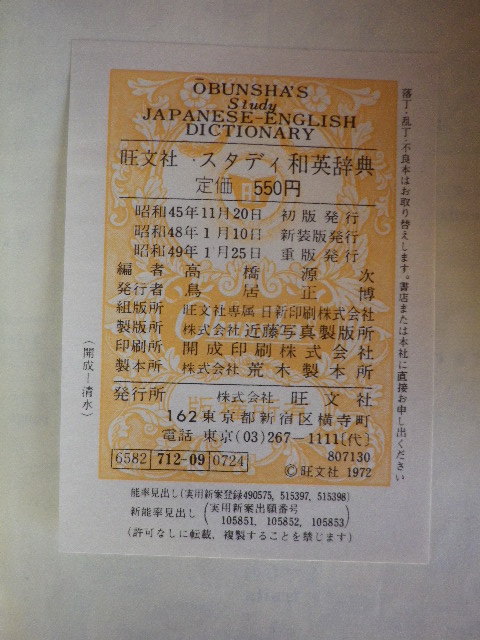 ŌBUNSHA'S
Study
JAPANESE-ENGLISH
DICTIONARY
旺文社・スタディ和英辞典
定価 550円
昭和45年11月20日 初版発行
昭和48年1月10日 新装版発行
昭和49年1月25日 重版発行
編者 高橋源次
発行者 鳥居正博
組版所 旺文社専属 日新印刷株式会社
製版所 株式会社 近藤写真製版所
印刷所 開成印刷株式会社
製本所 株式会社 荒木製本所
発行所 株式会社 旺文社
162東京都新宿区横寺町
電話 東京(03)267-1111〔代〕
6582 712-09 0724
807130
©旺文社 1972
能率見出し(実用新案登録490575, 515397, 515398)
新能率見出し(実用新案出願番号
105851, 105852, 105853)
(許可なしに転載, 複製することを禁じます)
落丁・乱丁・不良本はお取り替えします。書店または本社に直接お申し出ください
(開成―清水)